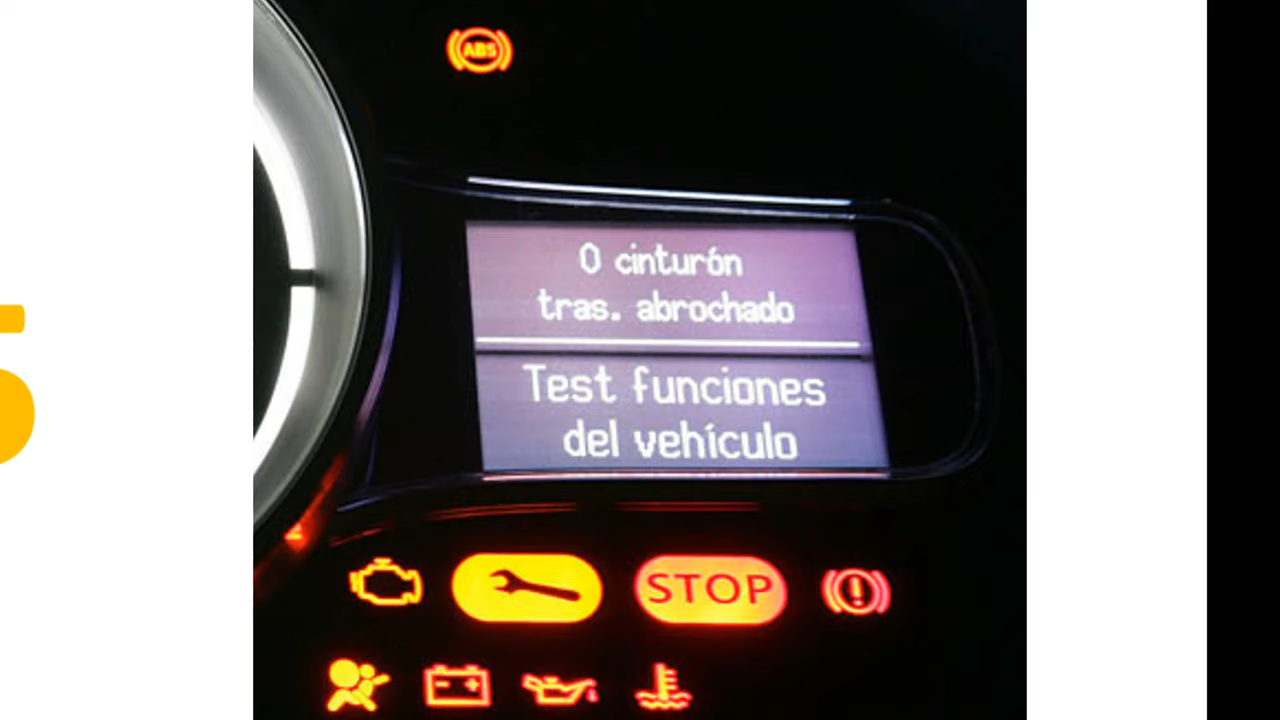 ABS
0 cinturón
tras. abrochado
Test funciones
del vehículo
STOP